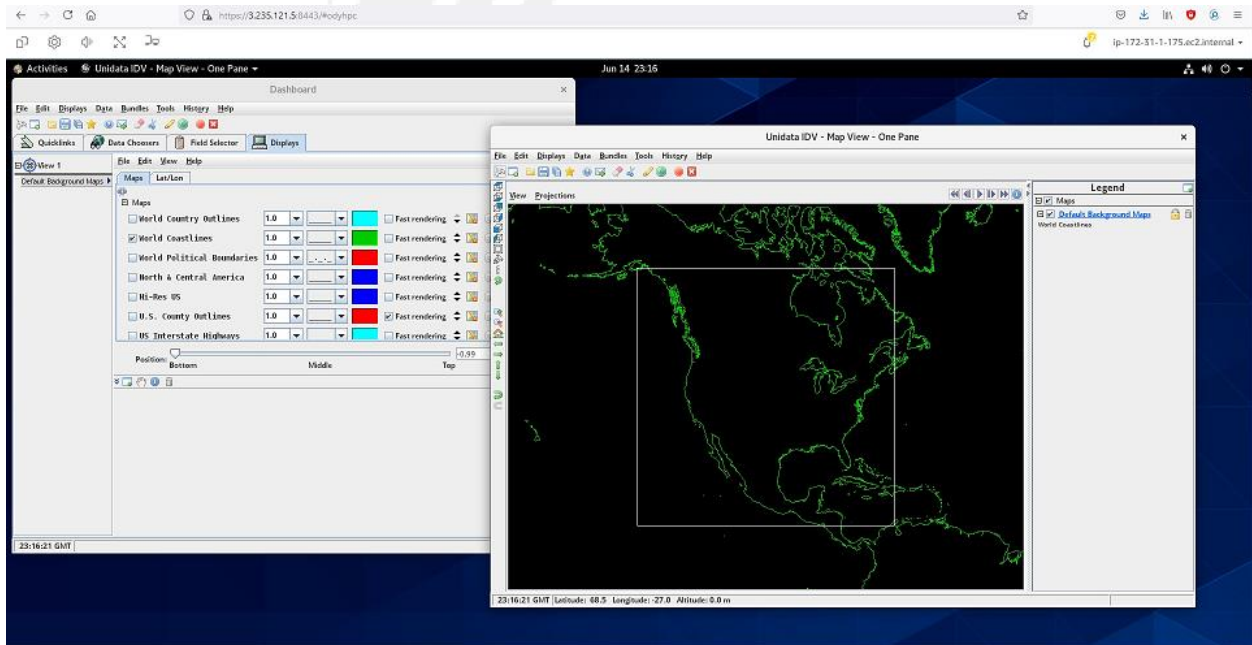 https://3.235.121.5:8443/#odyhpc
ip-172-31-1-175.ec2.internal
Activities Unidata IDV - Map View - One Pane
Jun 14 23:16
Dashboard
File Edit Displays Data Bundles Tools History Help
Quicklinks Data Choosers Field Selector Displays
View 1
Default Background Maps
File Edit View Help
Maps Lat/Lon
Maps
World Country Outlines 1.0 Fast rendering
World Coastlines 1.0 Fast rendering
World Political Boundaries 1.0 Fast rendering
North & Central America 1.0 Fast rendering
Hi-Res US 1.0 Fast rendering
U.S. County Outlines 1.0 Fast rendering
US Interstate Highways 1.0 Fast rendering
Position: -0.99
Bottom Middle Top
23:16:21 GMT
Unidata IDV - Map View - One Pane
File Edit Displays Data Bundles Tools History Help
View Projections
Legend
Maps
Default Background Maps
World Coastlines
23:16:21 GMT Latitude: 68.5 Longitude: -27.0 Altitude: 0.0 m